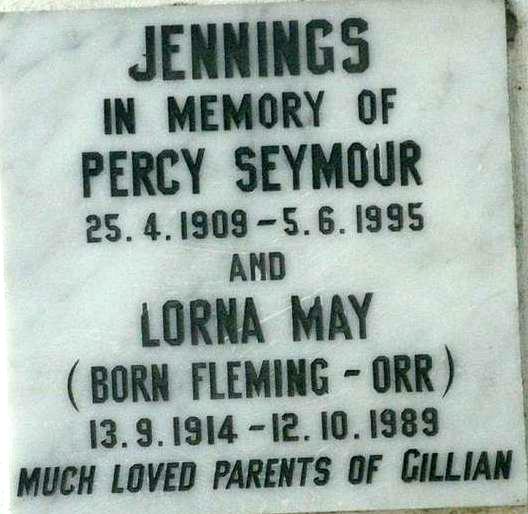 JENNINGS
IN MEMORY OF
PERCY SEYMOUR
25.4.1909 - 5.6.1995
AND
LORNA MAY
(BORN FLEMING - ORR)
13.9.1914 - 12.10.1989
MUCH LOVED PARENTS OF GILLIAN